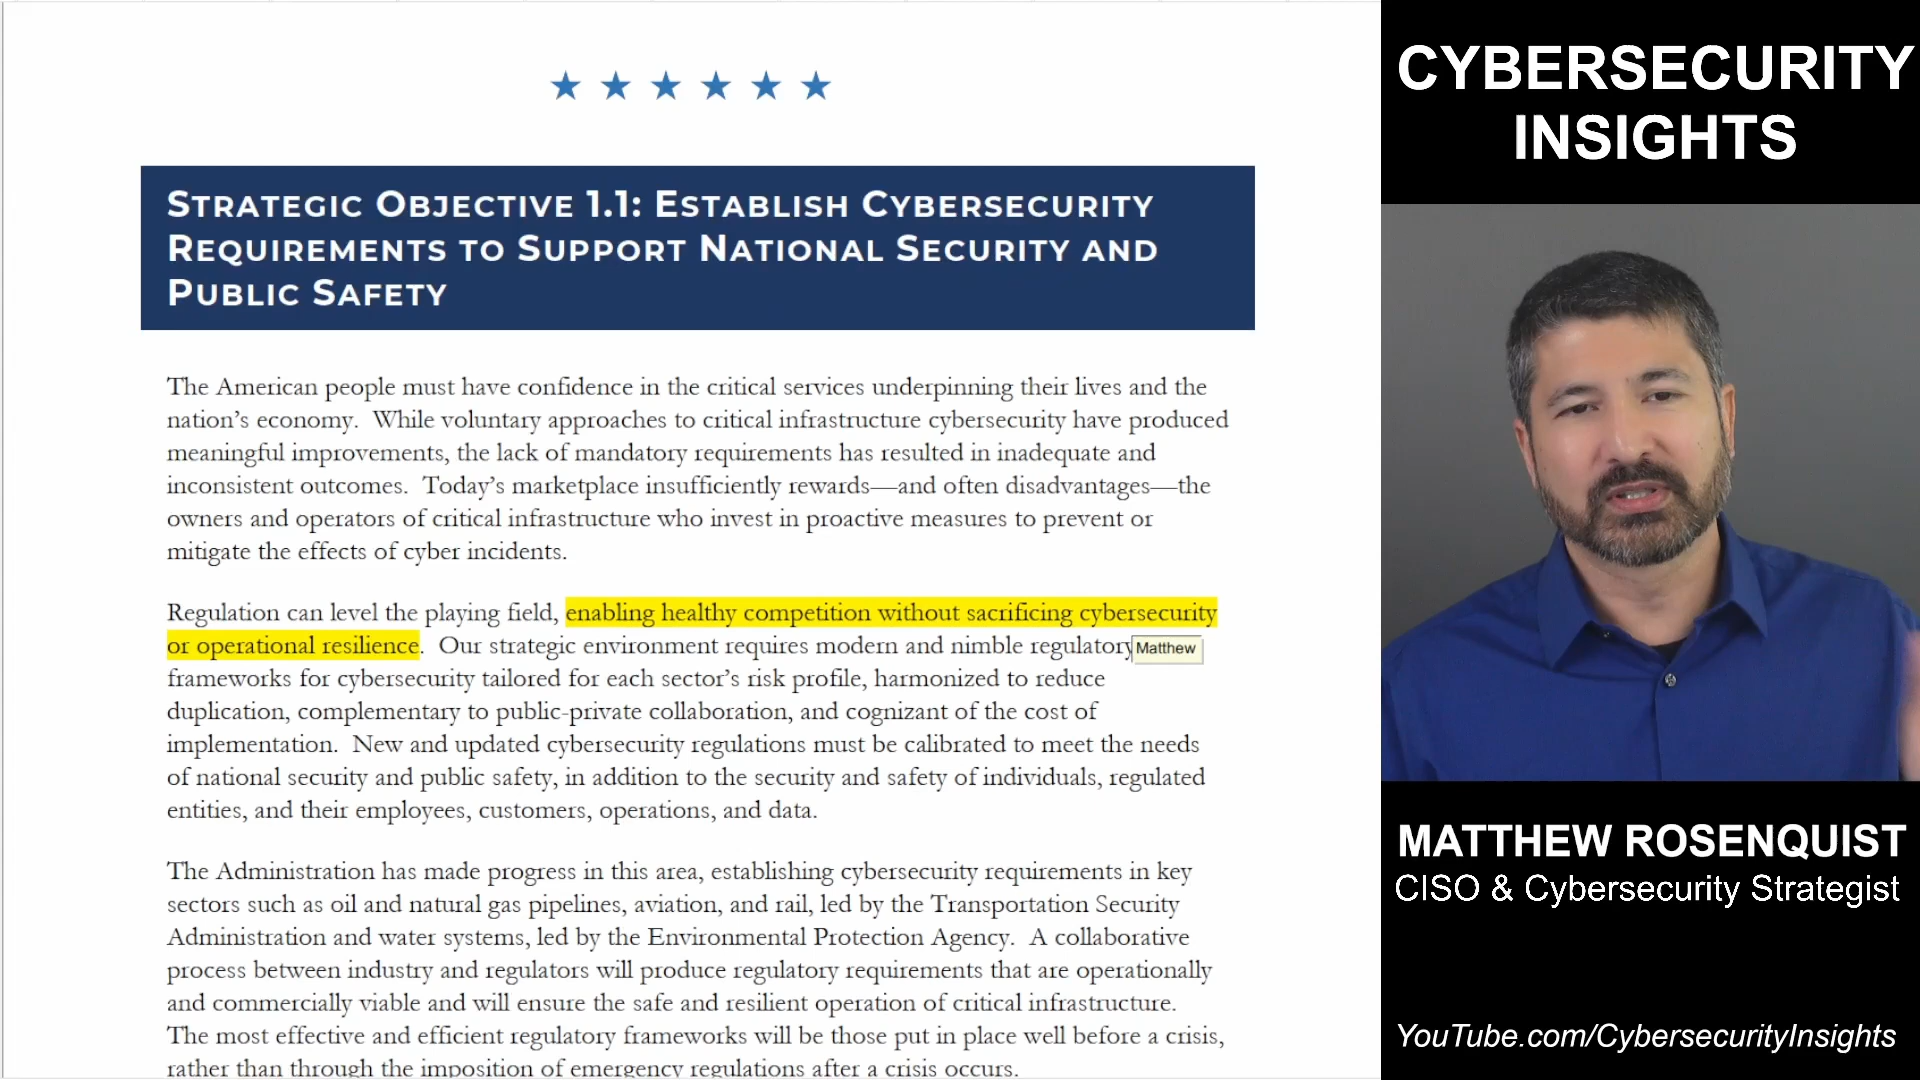 STRATEGIC OBJECTIVE 1.1: ESTABLISH CYBERSECURITY
REQUIREMENTS TO SUPPORT NATIONAL SECURITY AND
PUBLIC SAFETY
The American people must have confidence in the critical services underpinning their lives and the
nation’s economy.  While voluntary approaches to critical infrastructure cybersecurity have produced
meaningful improvements, the lack of mandatory requirements has resulted in inadequate and
inconsistent outcomes.  Today’s marketplace insufficiently rewards—and often disadvantages—the
owners and operators of critical infrastructure who invest in proactive measures to prevent or
mitigate the effects of cyber incidents.
Regulation can level the playing field, enabling healthy competition without sacrificing cybersecurity
or operational resilience.  Our strategic environment requires modern and nimble regulatory
Matthew
frameworks for cybersecurity tailored for each sector’s risk profile, harmonized to reduce
duplication, complementary to public-private collaboration, and cognizant of the cost of
implementation.  New and updated cybersecurity regulations must be calibrated to meet the needs
of national security and public safety, in addition to the security and safety of individuals, regulated
entities, and their employees, customers, operations, and data.
The Administration has made progress in this area, establishing cybersecurity requirements in key
sectors such as oil and natural gas pipelines, aviation, and rail, led by the Transportation Security
Administration and water systems, led by the Environmental Protection Agency.  A collaborative
process between industry and regulators will produce regulatory requirements that are operationally
and commercially viable and will ensure the safe and resilient operation of critical infrastructure.
The most effective and efficient regulatory frameworks will be those put in place well before a crisis,
rather than through the imposition of emergency regulations after a crisis occurs.
CYBERSECURITY
INSIGHTS
MATTHEW ROSENQUIST
CISO & Cybersecurity Strategist
YouTube.com/CybersecurityInsights